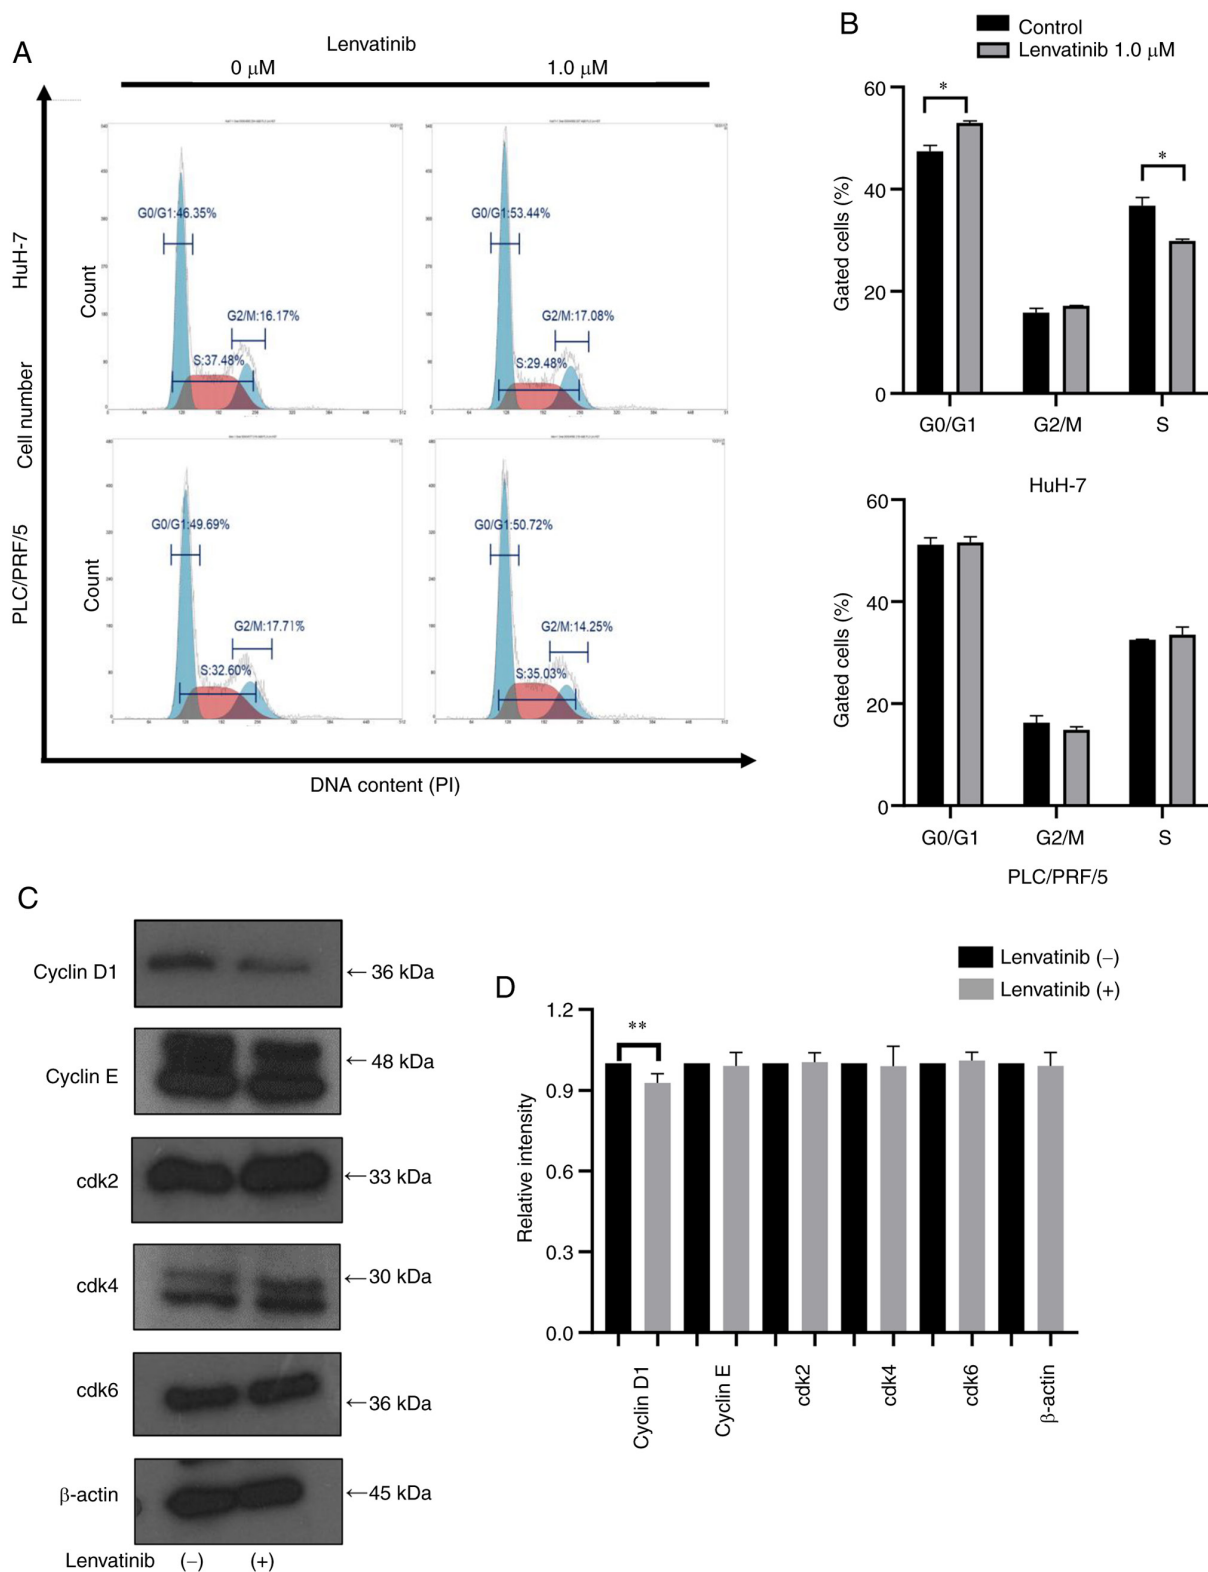 A
Lenvatinib
0 μM
1.0 μM
HuH-7
Cell number
PLC/PRF/5
Count
G0/G1:46.35%
G2/M:16.17%
S:37.48%
G0/G1:53.44%
G2/M:17.08%
S:29.48%
Count
G0/G1:49.69%
G2/M:17.71%
S:32.60%
G0/G1:50.72%
G2/M:14.25%
S:35.03%
DNA content (PI)
B
Control
Lenvatinib 1.0 μM
Gated cells (%)
60
40
20
0
*
*
G0/G1
G2/M
S
HuH-7
Gated cells (%)
60
40
20
0
G0/G1
G2/M
S
PLC/PRF/5
C
Cyclin D1
←36 kDa
Cyclin E
←48 kDa
cdk2
←33 kDa
cdk4
←30 kDa
cdk6
←36 kDa
β-actin
←45 kDa
Lenvatinib (–) (+)
D
Lenvatinib (–)
Lenvatinib (+)
Relative intensity
1.2
0.9
0.6
0.3
0.0
**
Cyclin D1
Cyclin E
cdk2
cdk4
cdk6
β-actin